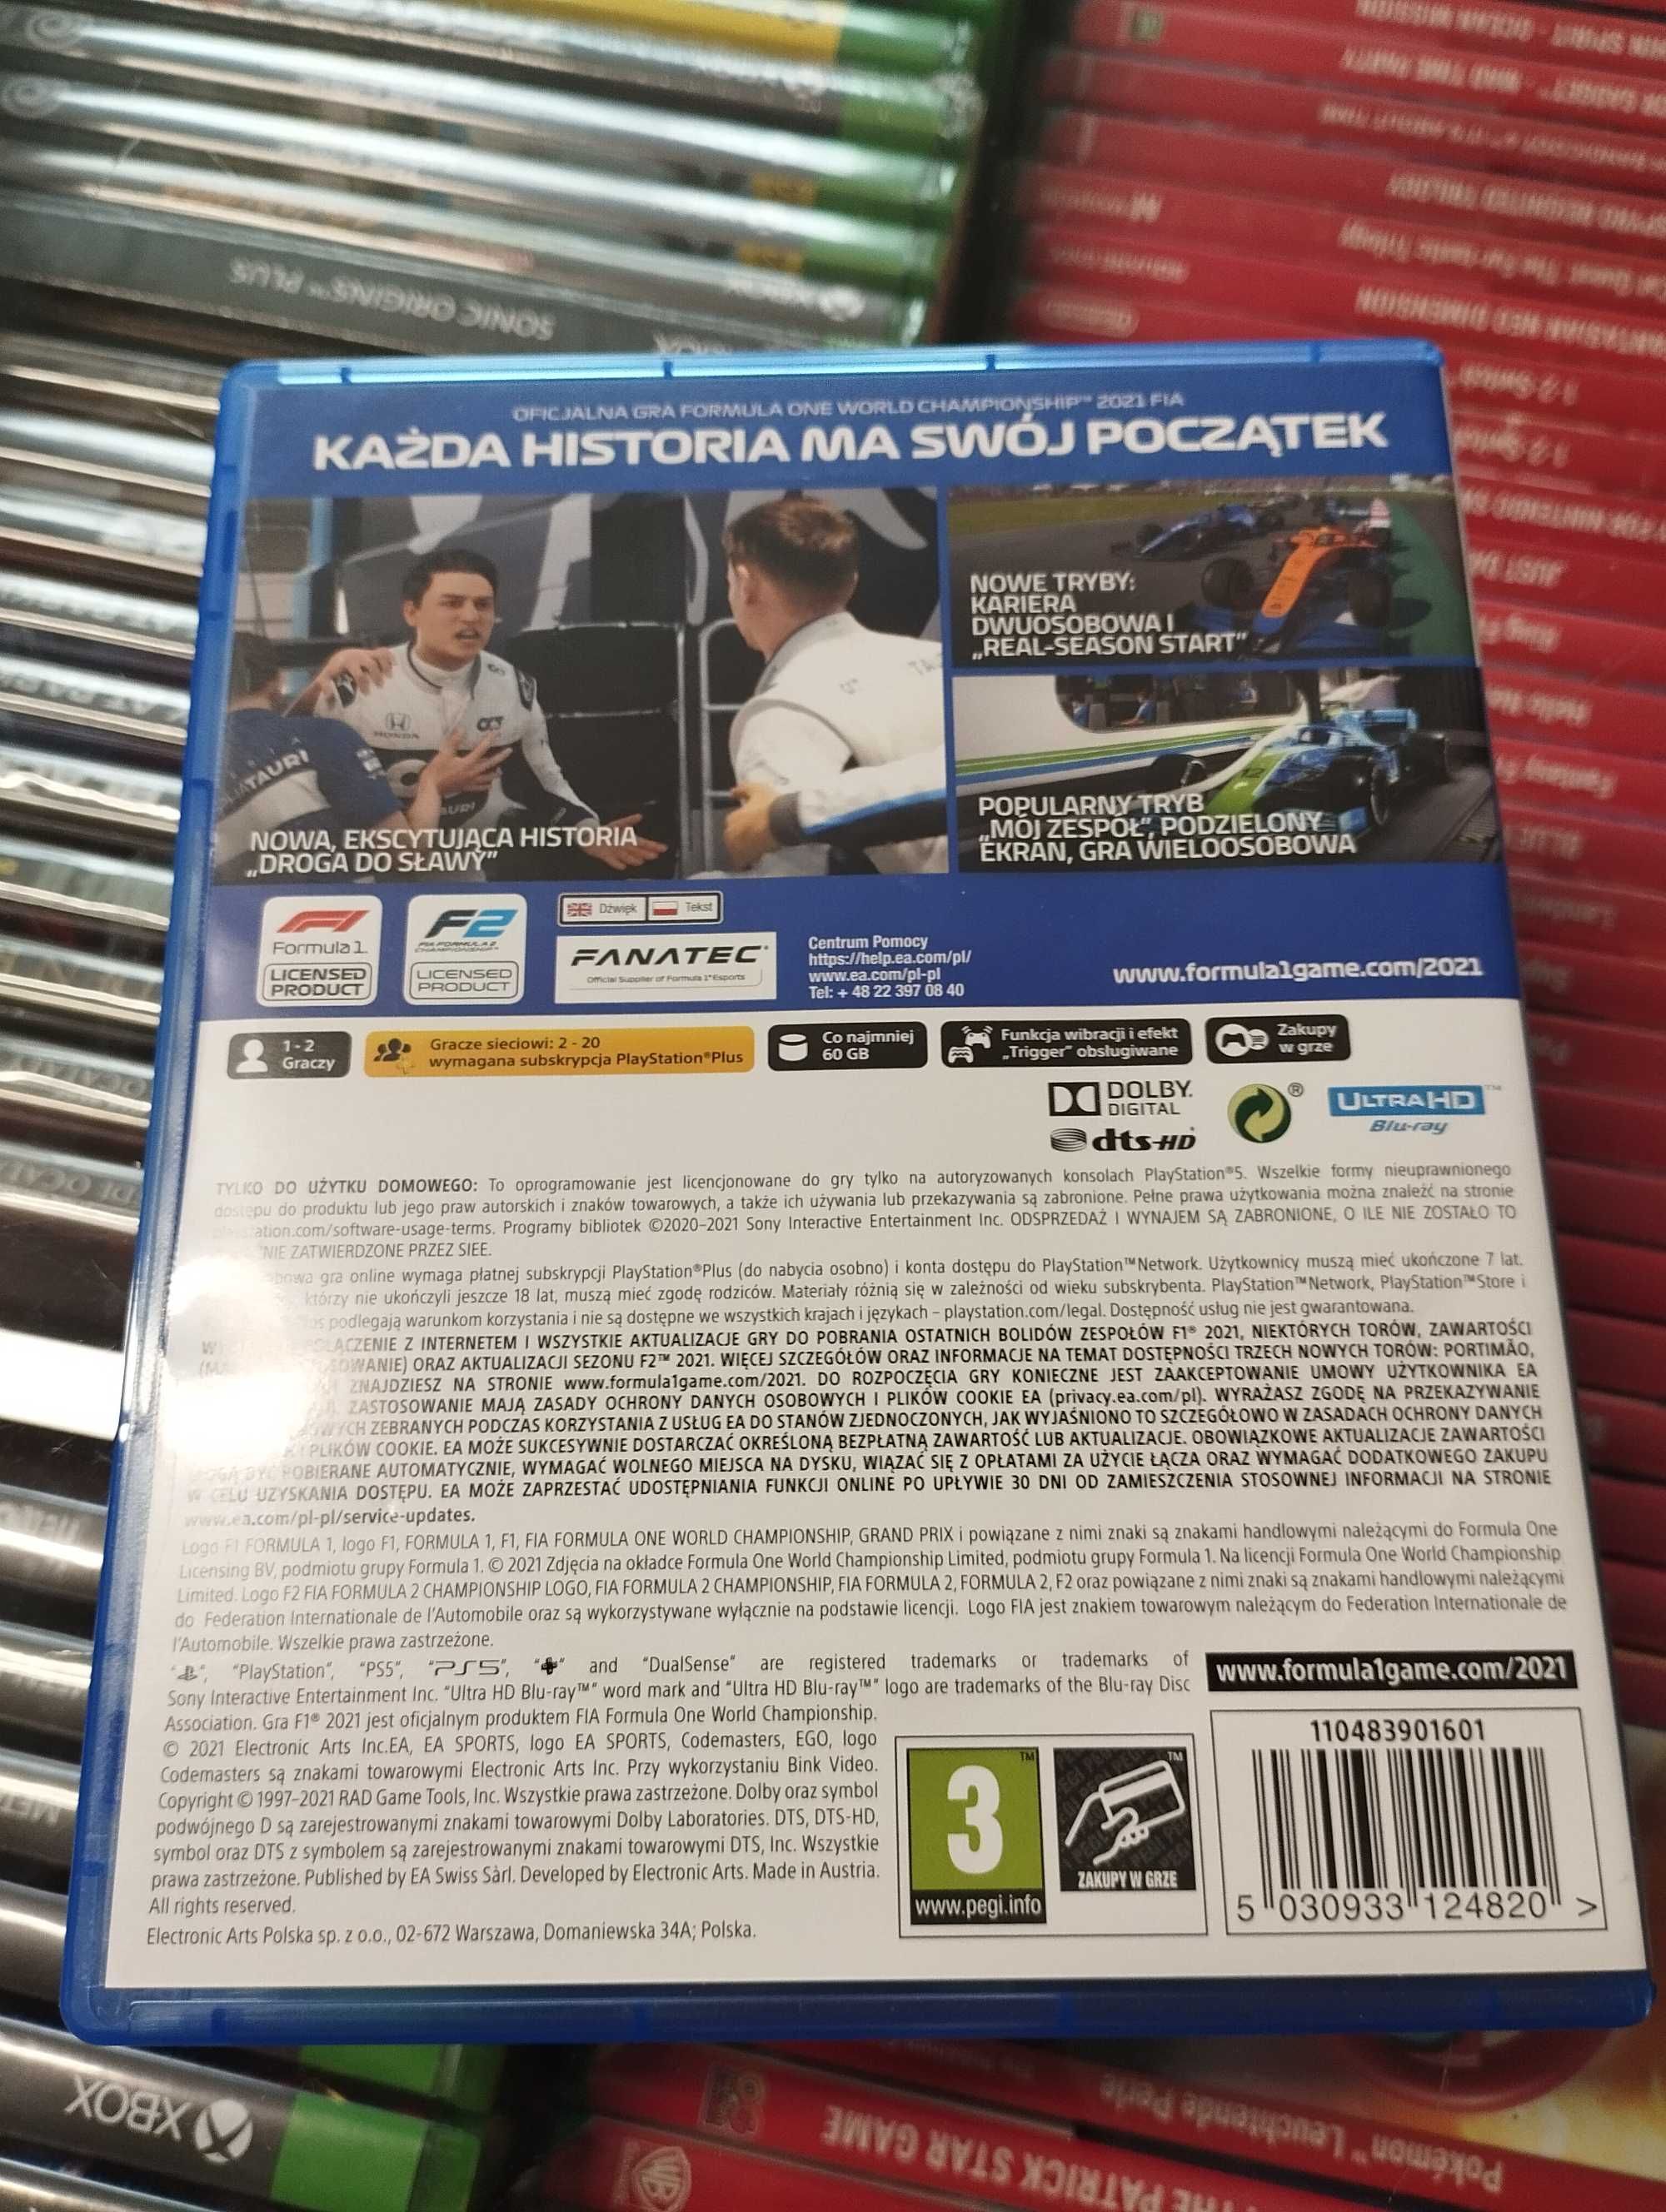 SONIC ORIGINS™ PLUS
OFICJALNA GRA FORMULA ONE WORLD CHAMPIONSHIP™ 2021 FIA
KAŻDA HISTORIA MA SWÓJ POCZĄTEK
NOWE TRYBY:
KARIERA
DWUOSOBOWA I
„REAL-SEASON START”
HONDA
NOWA, EKSCYTUJĄCA HISTORIA
„DROGA DO SŁAWY”
POPULARNY TRYB
„MÓJ ZESPÓŁ”, PODZIELONY
EKRAN, GRA WIELOOSOBOWA
F1
Formula 1
LICENSED
PRODUCT
F2
FIA FORMULA 2
CHAMPIONSHIP™
LICENSED
PRODUCT
Dźwięk
Tekst
FANATEC®
Official Supplier of Formula 1® Esports
Centrum Pomocy
https://help.ea.com/pl/
www.ea.com/pl-pl
Tel: + 48 22 397 08 40
www.formula1game.com/2021
1 - 2
Graczy
Gracze sieciowi: 2 - 20
wymagana subskrypcja PlayStation®Plus
Co najmniej
60 GB
Funkcja wibracji i efekt
„Trigger” obsługiwane
Zakupy
w grze
DOLBY
DIGITAL
dts-HD
ULTRA HD
Blu-ray
TYLKO DO UŻYTKU DOMOWEGO: To oprogramowanie jest licencjonowane do gry tylko na autoryzowanych konsolach PlayStation®5. Wszelkie formy nieuprawnionego
dostępu do produktu lub jego praw autorskich i znaków towarowych, a także ich używania lub przekazywania są zabronione. Pełne prawa użytkowania można znaleźć na stronie
playstation.com/software-usage-terms. Programy bibliotek ©2020–2021 Sony Interactive Entertainment Inc. ODSPRZEDAŻ I WYNAJEM SĄ ZABRONIONE, O ILE NIE ZOSTAŁO TO
ZATWIERDZONE PRZEZ SIEE.
gra online wymaga płatnej subskrypcji PlayStation®Plus (do nabycia osobno) i konta dostępu do PlayStation™Network. Użytkownicy muszą mieć ukończone 7 lat.
którzy nie ukończyli jeszcze 18 lat, muszą mieć zgodę rodziców. Materiały różnią się w zależności od wieku subskrybenta. PlayStation™Network, PlayStation™Store i
podlegają warunkom korzystania i nie są dostępne we wszystkich krajach i językach – playstation.com/legal. Dostępność usług nie jest gwarantowana.
Z INTERNETEM I WSZYSTKIE AKTUALIZACJE GRY DO POBRANIA OSTATNICH BOLIDÓW ZESPOŁÓW F1® 2021, NIEKTÓRYCH TORÓW, ZAWARTOŚCI
ORAZ AKTUALIZACJI SEZONU F2™ 2021. WIĘCEJ SZCZEGÓŁÓW ORAZ INFORMACJE NA TEMAT DOSTĘPNOŚCI TRZECH NOWYCH TORÓW: PORTIMÃO,
ZNAJDZIESZ NA STRONIE www.formula1game.com/2021. DO ROZPOCZĘCIA GRY KONIECZNE JEST ZAAKCEPTOWANIE UMOWY UŻYTKOWNIKA EA
ZASTOSOWANIE MAJĄ ZASADY OCHRONY DANYCH OSOBOWYCH I PLIKÓW COOKIE EA (privacy.ea.com/pl). WYRAŻASZ ZGODĘ NA PRZEKAZYWANIE
ZEBRANYCH PODCZAS KORZYSTANIA Z USŁUG EA DO STANÓW ZJEDNOCZONYCH, JAK WYJAŚNIONO TO SZCZEGÓŁOWO W ZASADACH OCHRONY DANYCH
PLIKÓW COOKIE. EA MOŻE SUKCESYWNIE DOSTARCZAĆ OKREŚLONĄ BEZPŁATNĄ ZAWARTOŚĆ LUB AKTUALIZACJE. OBOWIĄZKOWE AKTUALIZACJE ZAWARTOŚCI
MOGĄ BYĆ POBIERANE AUTOMATYCZNIE, WYMAGAĆ WOLNEGO MIEJSCA NA DYSKU, WIĄZAĆ SIĘ Z OPŁATAMI ZA UŻYCIE ŁĄCZA ORAZ WYMAGAĆ DODATKOWEGO ZAKUPU
W CELU UZYSKANIA DOSTĘPU. EA MOŻE ZAPRZESTAĆ UDOSTĘPNIANIA FUNKCJI ONLINE PO UPŁYWIE 30 DNI OD ZAMIESZCZENIA STOSOWNEJ INFORMACJI NA STRONIE
www.ea.com/pl-pl/service-updates.
Logo F1 FORMULA 1, logo F1, FORMULA 1, F1, FIA FORMULA ONE WORLD CHAMPIONSHIP, GRAND PRIX i powiązane z nimi znaki są znakami handlowymi należącymi do Formula One
Licensing BV, podmiotu grupy Formula 1. © 2021 Zdjęcia na okładce Formula One World Championship Limited, podmiotu grupy Formula 1. Na licencji Formula One World Championship
Limited. Logo F2 FIA FORMULA 2 CHAMPIONSHIP LOGO, FIA FORMULA 2 CHAMPIONSHIP, FIA FORMULA 2, FORMULA 2, F2 oraz powiązane z nimi znaki są znakami handlowymi należącymi
do Federation Internationale de l'Automobile oraz są wykorzystywane wyłącznie na podstawie licencji. Logo FIA jest znakiem towarowym należącym do Federation Internationale de
l'Automobile. Wszelkie prawa zastrzeżone.
“PlayStation”, “PS5”, “PS5”, and “DualSense” are registered trademarks or trademarks of
Sony Interactive Entertainment Inc. “Ultra HD Blu-ray™” word mark and “Ultra HD Blu-ray™” logo are trademarks of the Blu-ray Disc
Association. Gra F1® 2021 jest oficjalnym produktem FIA Formula One World Championship.
© 2021 Electronic Arts Inc.EA, EA SPORTS, logo EA SPORTS, Codemasters, EGO, logo
Codemasters są znakami towarowymi Electronic Arts Inc. Przy wykorzystaniu Bink Video.
Copyright © 1997–2021 RAD Game Tools, Inc. Wszystkie prawa zastrzeżone. Dolby oraz symbol
podwójnego D są zarejestrowanymi znakami towarowymi Dolby Laboratories. DTS, DTS-HD,
symbol oraz DTS z symbolem są zarejestrowanymi znakami towarowymi DTS, Inc. Wszystkie
prawa zastrzeżone. Published by EA Swiss Sàrl. Developed by Electronic Arts. Made in Austria.
All rights reserved.
Electronic Arts Polska sp. z o.o., 02-672 Warszawa, Domaniewska 34A; Polska.
www.formula1game.com/2021
3
www.pegi.info
ZAKUPY W GRZE
110483901601
5 030933 124820 >
XBOX
Pokémon™ Leuchtende Perle
THE PATRICK STAR GAME